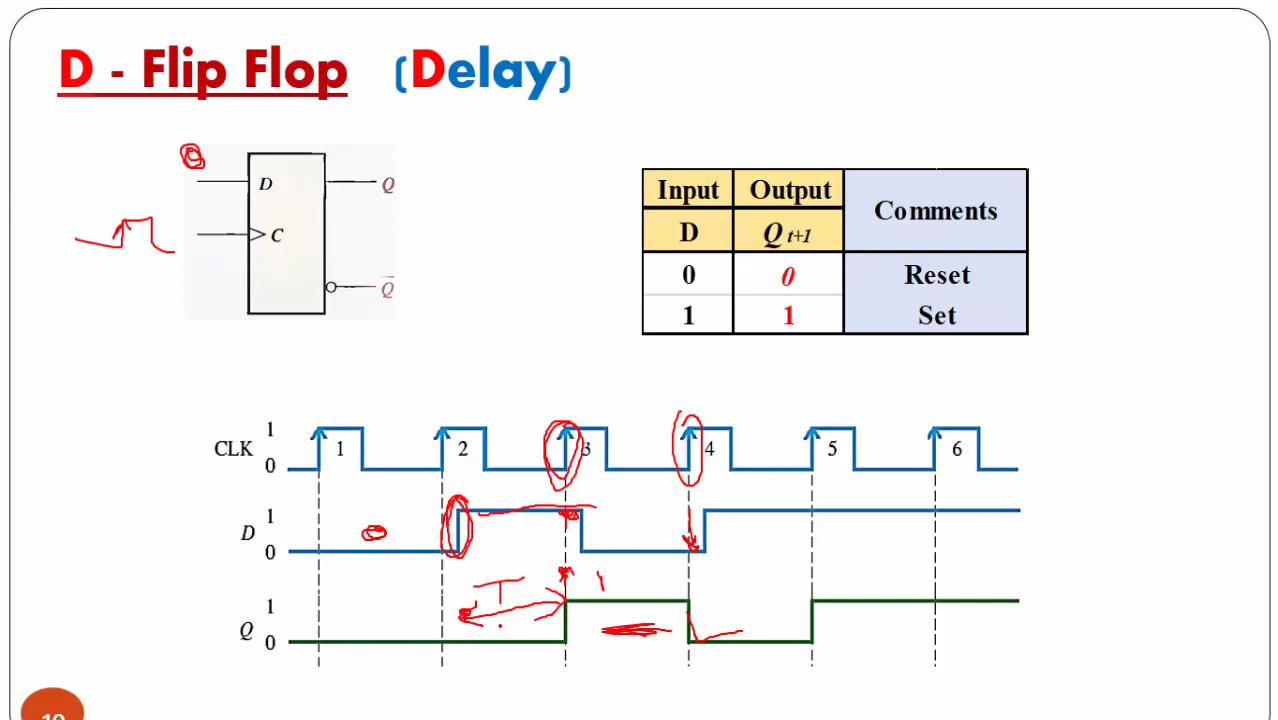 D - Flip Flop (Delay)
D Q
C
Q
Input Output Comments
D Q t+1
0 0 Reset
1 1 Set
CLK 1 0 1 2 3 4 5 6
D 1 0
Q 1 0
T 1